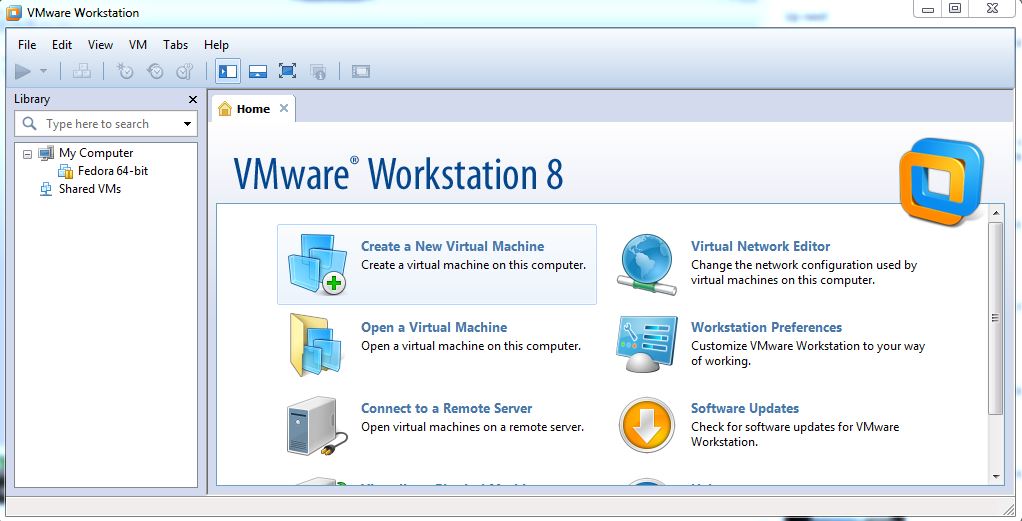 VMware Workstation
File Edit View VM Tabs Help
Library
Type here to search
My Computer
Fedora 64-bit
Shared VMs
Home
VMware® Workstation 8
Create a New Virtual Machine
Create a virtual machine on this computer.
Open a Virtual Machine
Open a virtual machine on this computer.
Connect to a Remote Server
Open virtual machines on a remote server.
Virtual Network Editor
Change the network configuration used by
virtual machines on this computer.
Workstation Preferences
Customize VMware Workstation to your way
of working.
Software Updates
Check for software updates for VMware
Workstation.